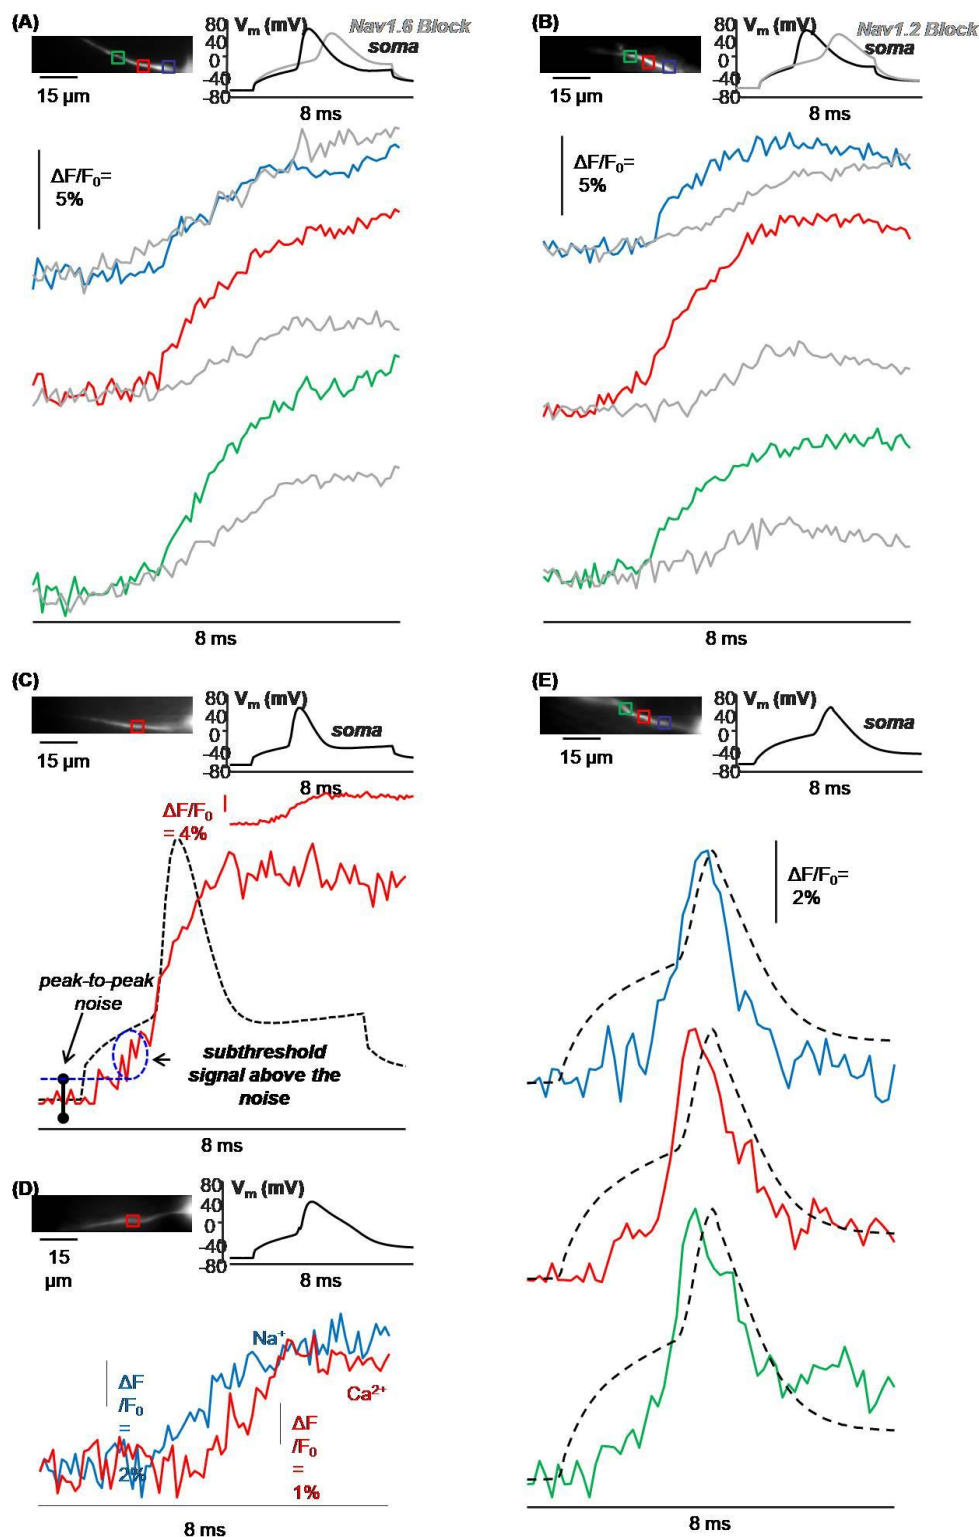 (A)
15 µm
Vm (mV)
80
40
0
-40
-80
Nav1.6 Block
soma
8 ms
ΔF/F0=
5%
8 ms
(B)
15 µm
Vm (mV)
80
40
0
-40
-80
Nav1.2 Block
soma
8 ms
ΔF/F0=
5%
8 ms
(C)
15 µm
Vm (mV)
80
40
0
-40
-80
soma
8 ms
ΔF/F0
= 4%
peak-to-peak
noise
subthreshold
signal above the
noise
8 ms
(D)
15
µm
Vm (mV)
80
40
0
-40
-80
8 ms
Na+
Ca2+
ΔF
/F0
=
2%
ΔF
/F0
=
1%
8 ms
(E)
15 µm
Vm (mV)
80
40
0
-40
-80
soma
8 ms
ΔF/F0=
2%
8 ms